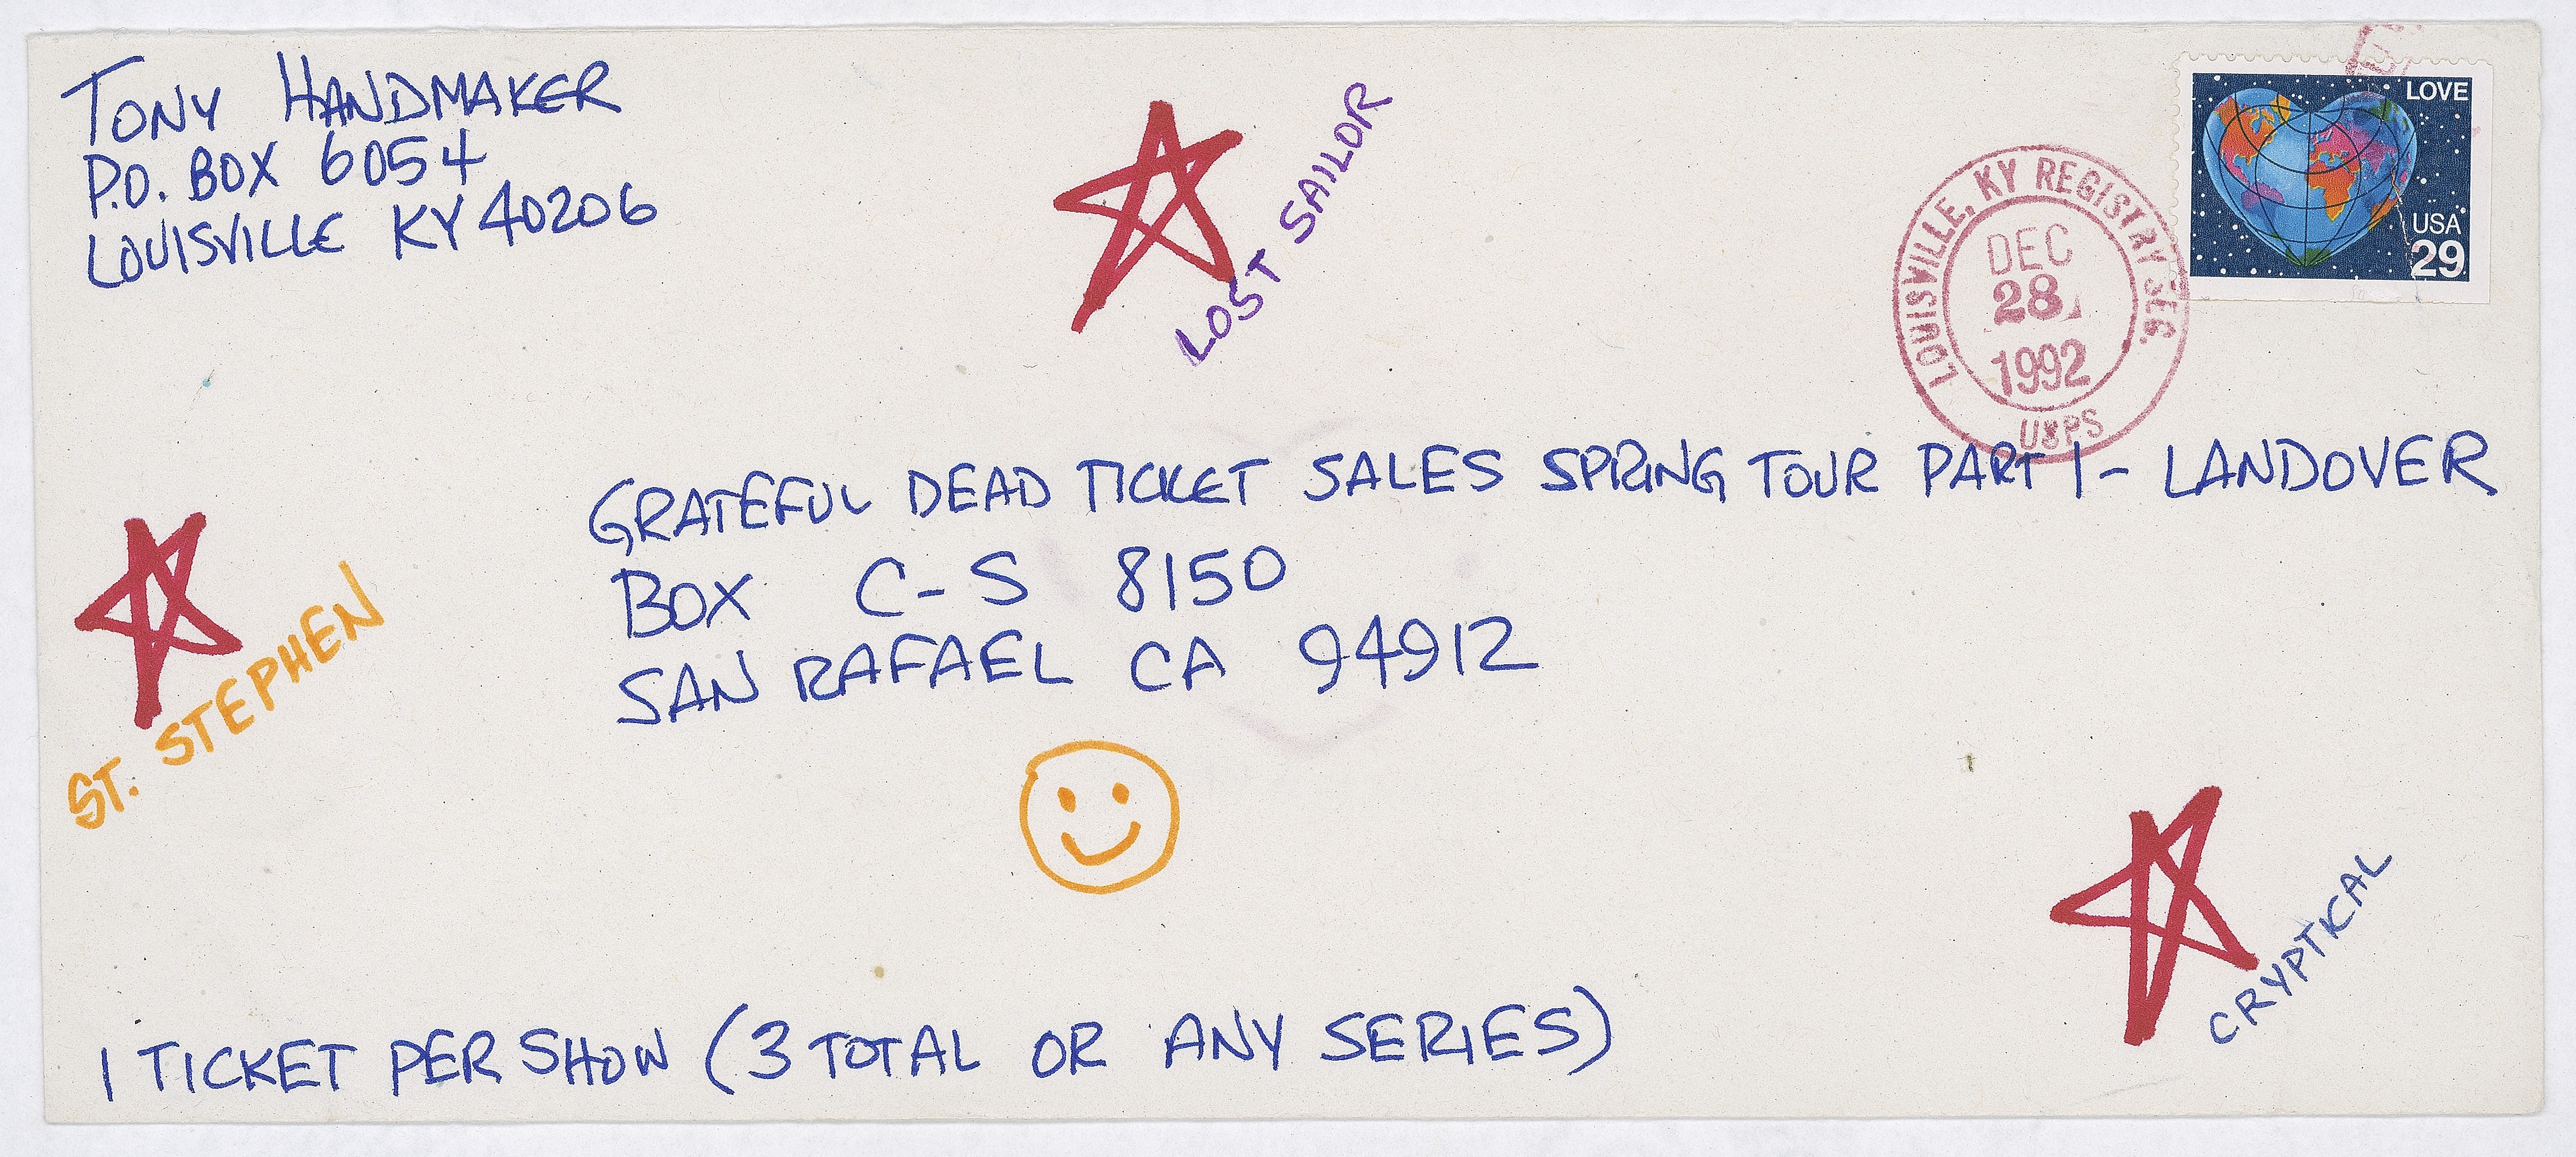 TONY HANDMAKER
P.O. BOX 6054
LOUISVILLE KY 40206
LOST SAILOR
LOVE
USA
29
LOUISVILLE, KY REGISTRY SEC.
DEC
28
1992
USPS
GRATEFUL DEAD TICKET SALES SPRING TOUR PART 1 - LANDOVER
BOX C-S 8150
SAN RAFAEL CA 94912
ST. STEPHEN
CRYPTICAL
1 TICKET PER SHOW (3 TOTAL OR ANY SERIES)